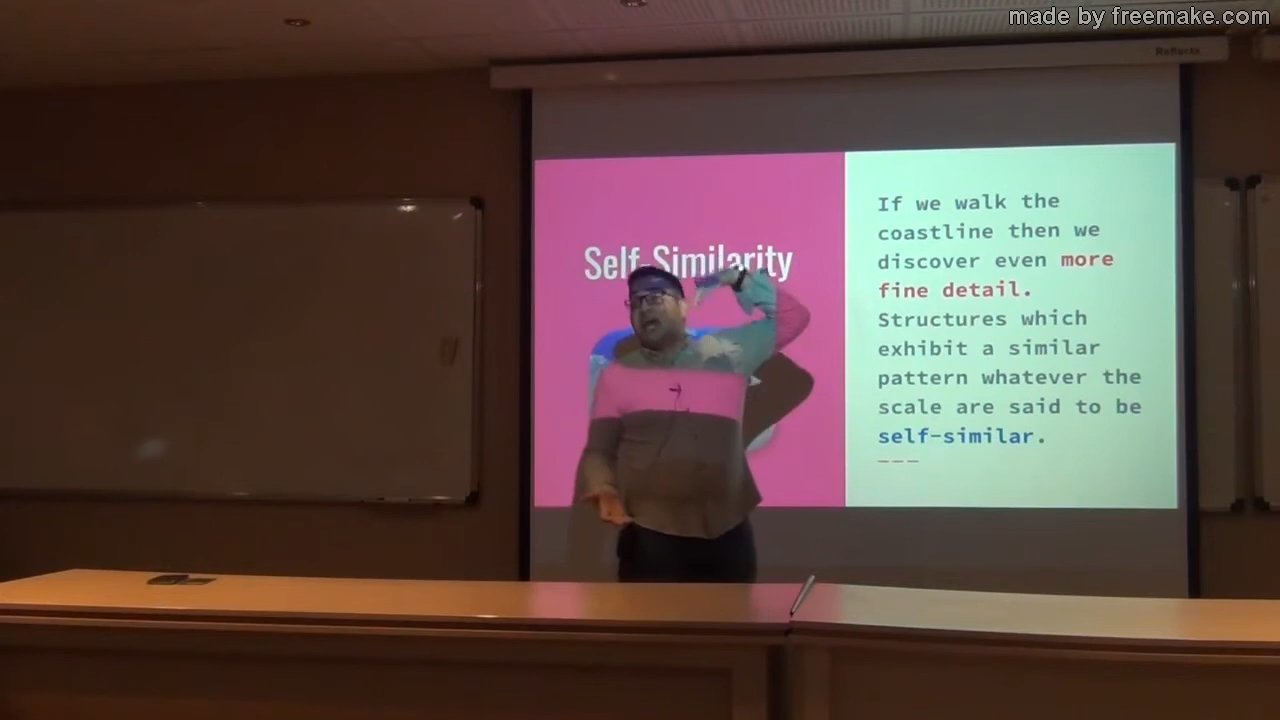 made by freemake.com
Reflecta
Self-Similarity
If we walk the
coastline then we
discover even more
fine detail.
Structures which
exhibit a similar
pattern whatever the
scale are said to be
self-similar.